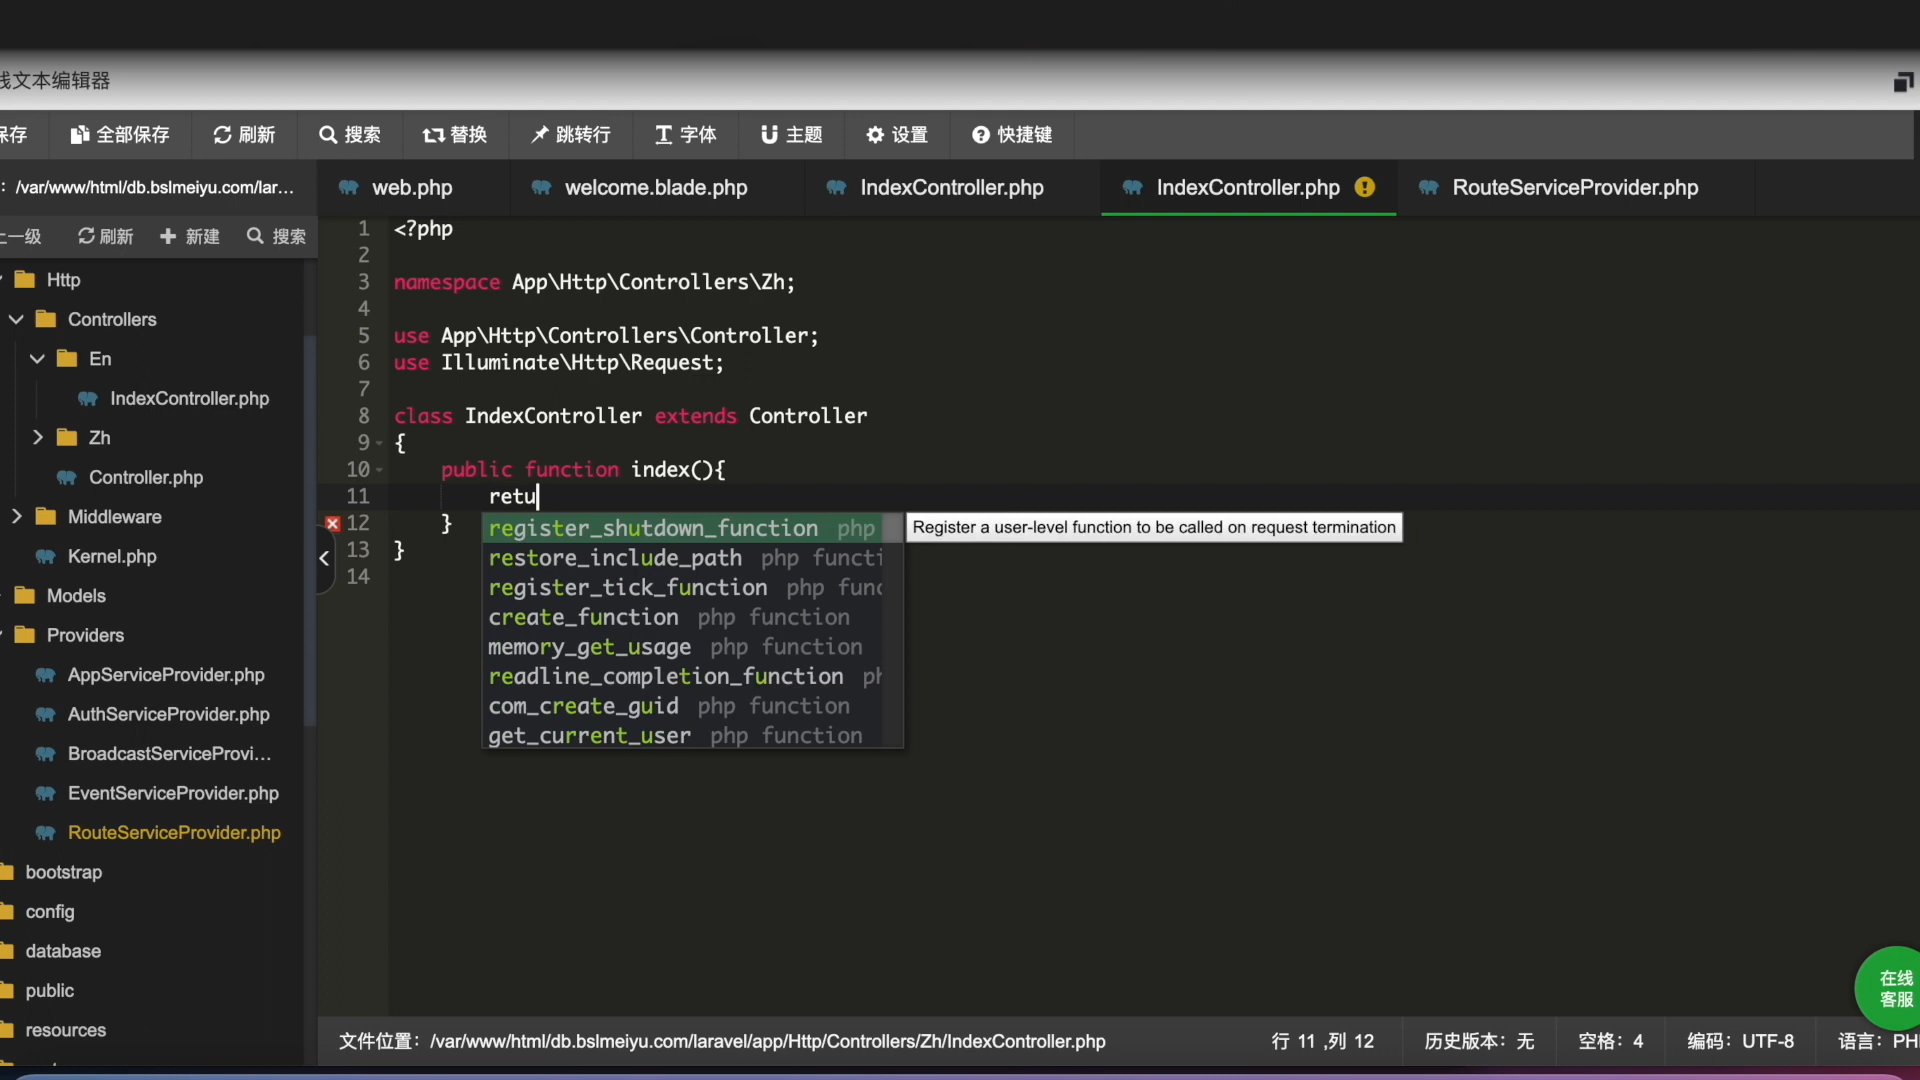 线文本编辑器
保存 全部保存 刷新 搜索 替换 跳转行 字体 主题 设置 快捷键
: /var/www/html/db.bslmeiyu.com/lar...
web.php welcome.blade.php IndexController.php IndexController.php RouteServiceProvider.php
上一级 刷新 新建 搜索
Http
Controllers
En
IndexController.php
Zh
Controller.php
Middleware
Kernel.php
Models
Providers
AppServiceProvider.php
AuthServiceProvider.php
BroadcastServiceProvi...
EventServiceProvider.php
RouteServiceProvider.php
bootstrap
config
database
public
resources
1 <?php
2
3 namespace App\Http\Controllers\Zh;
4
5 use App\Http\Controllers\Controller;
6 use Illuminate\Http\Request;
7
8 class IndexController extends Controller
9 {
10 public function index(){
11 retu
12 }
13 }
14
register_shutdown_function php
restore_include_path php functi
register_tick_function php func
create_function php function
memory_get_usage php function
readline_completion_function ph
com_create_guid php function
get_current_user php function
Register a user-level function to be called on request termination
在线
客服
文件位置: /var/www/html/db.bslmeiyu.com/laravel/app/Http/Controllers/Zh/IndexController.php 行 11 ,列 12 历史版本: 无 空格: 4 编码: UTF-8 语言: PH